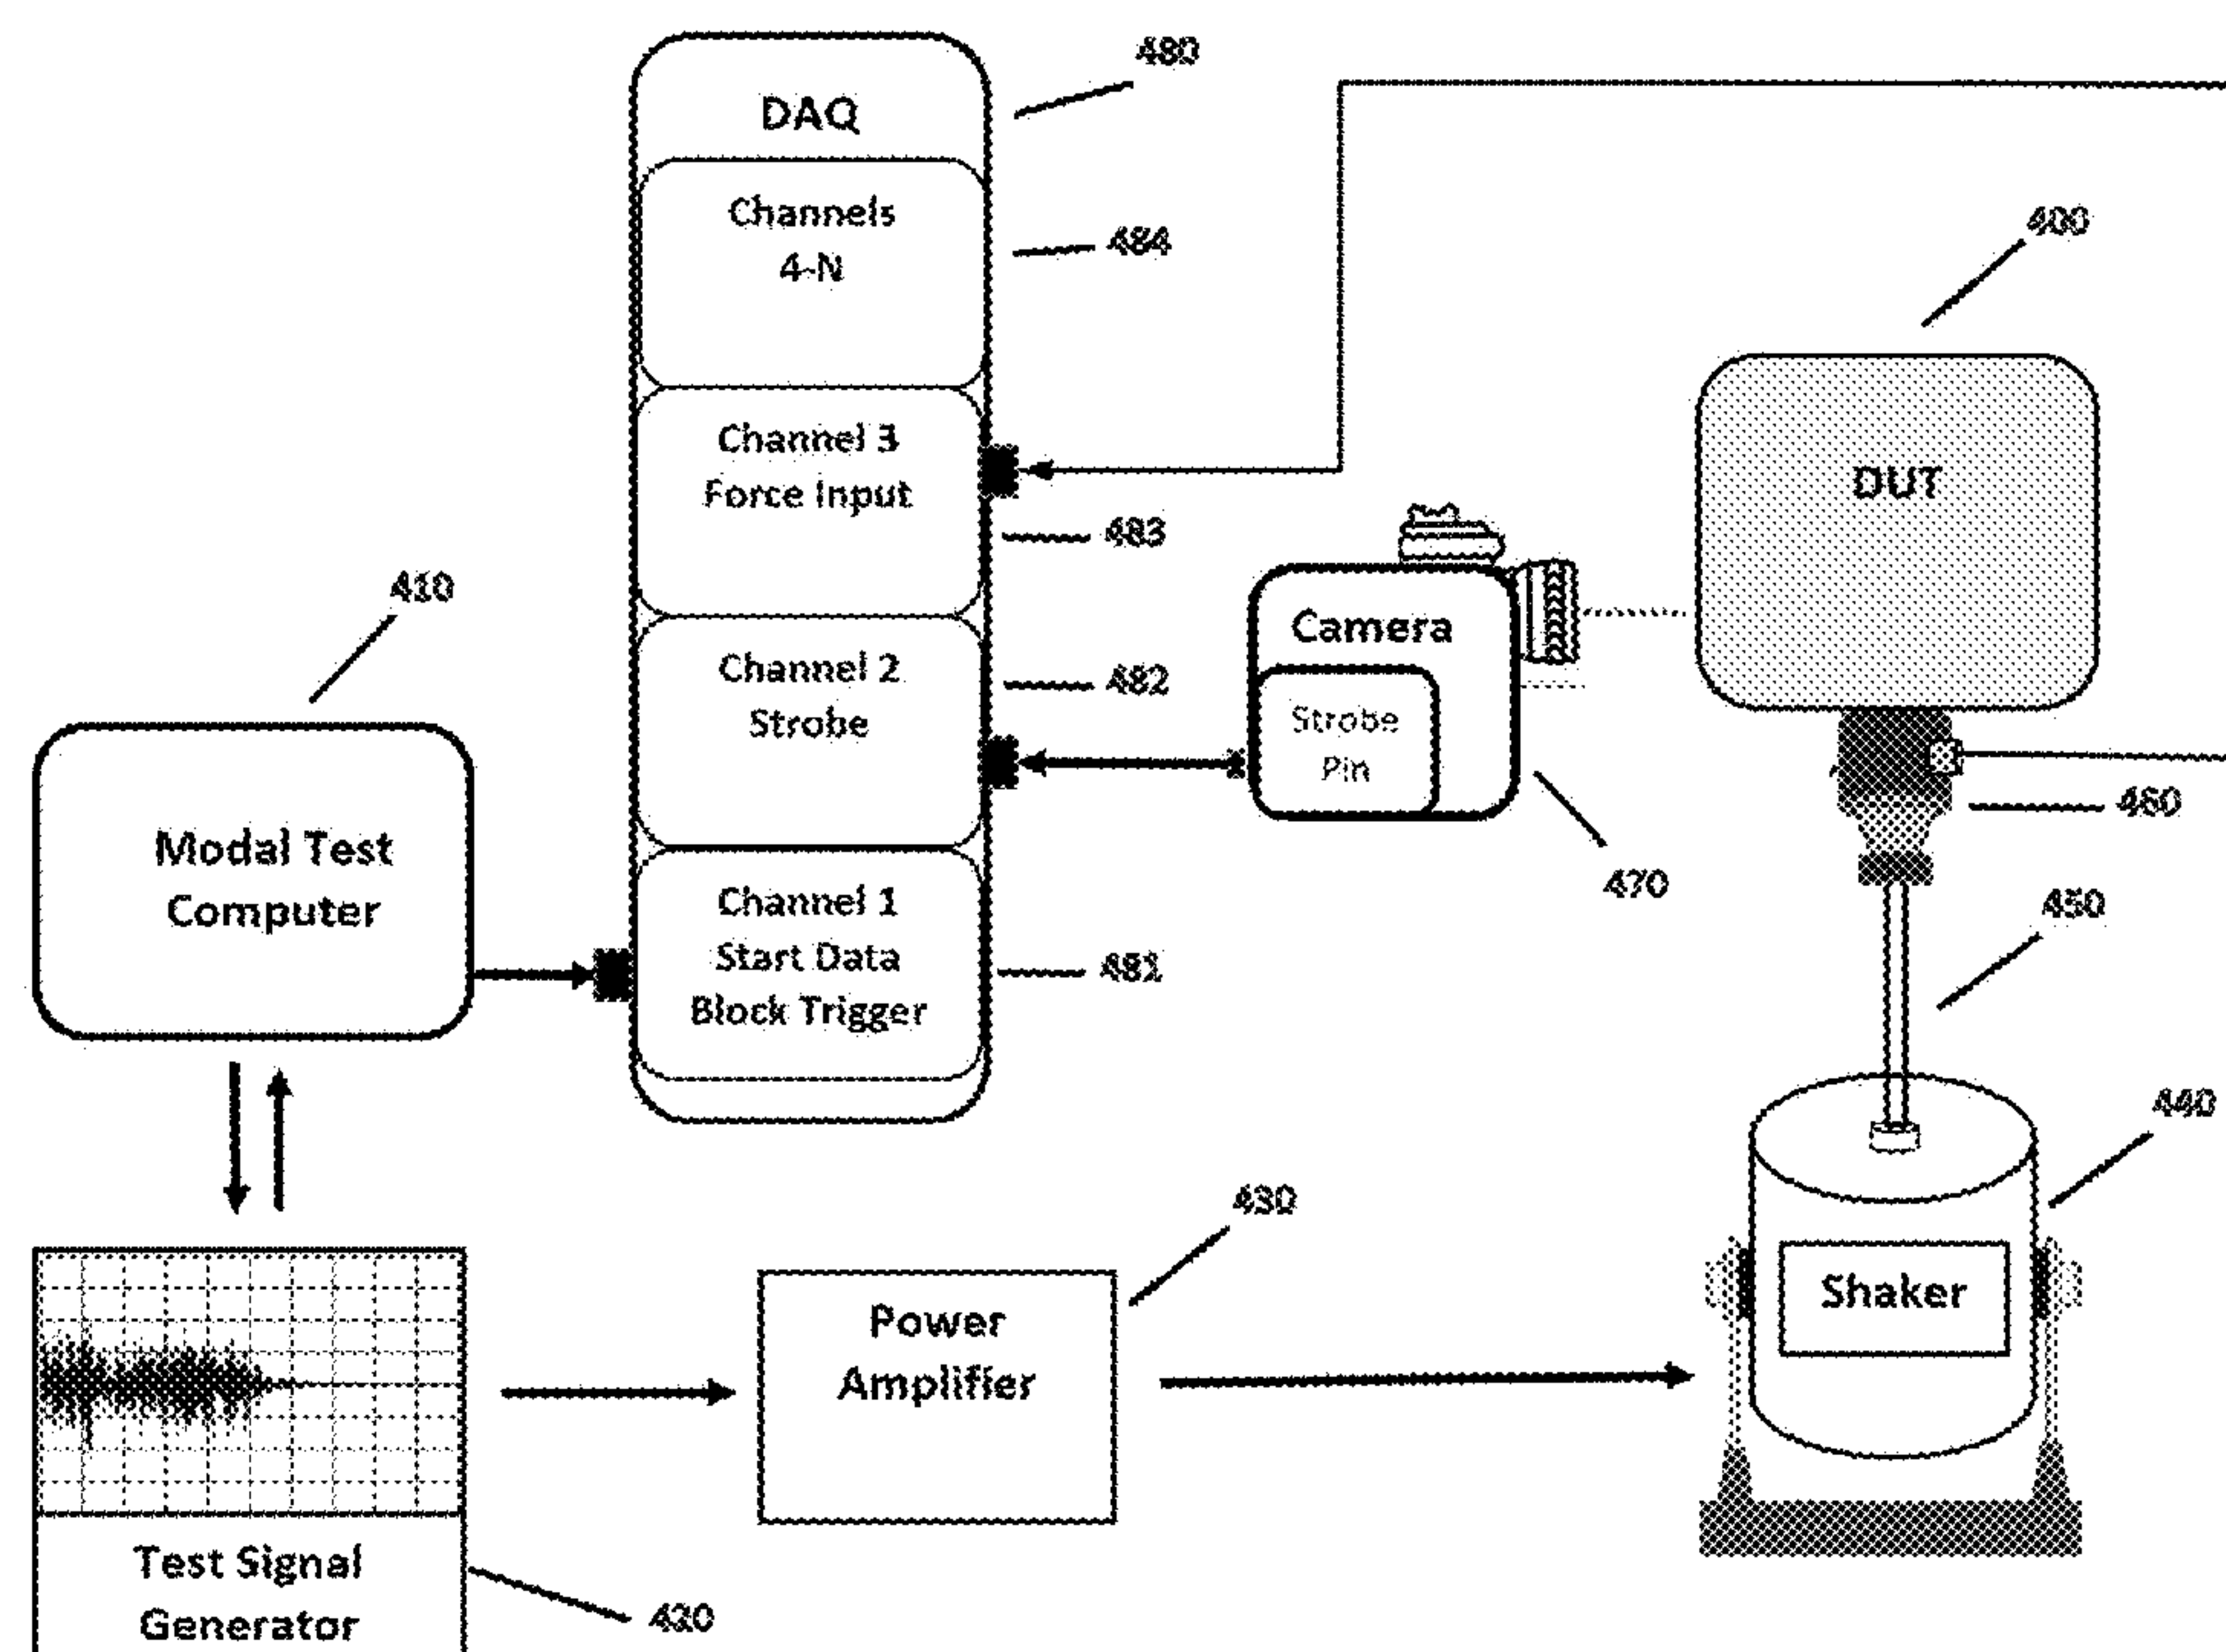 480
DAQ
Channels
4-N
484
400
DUT
Channel 3
Force Input
483
410
Camera
Channel 2
Strobe
482
Strobe
Pin
460
470
Modal Test
Computer
Channel 1
Start Data
Block Trigger
481
450
440
430
Power
Amplifier
Shaker
Test Signal
Generator
420